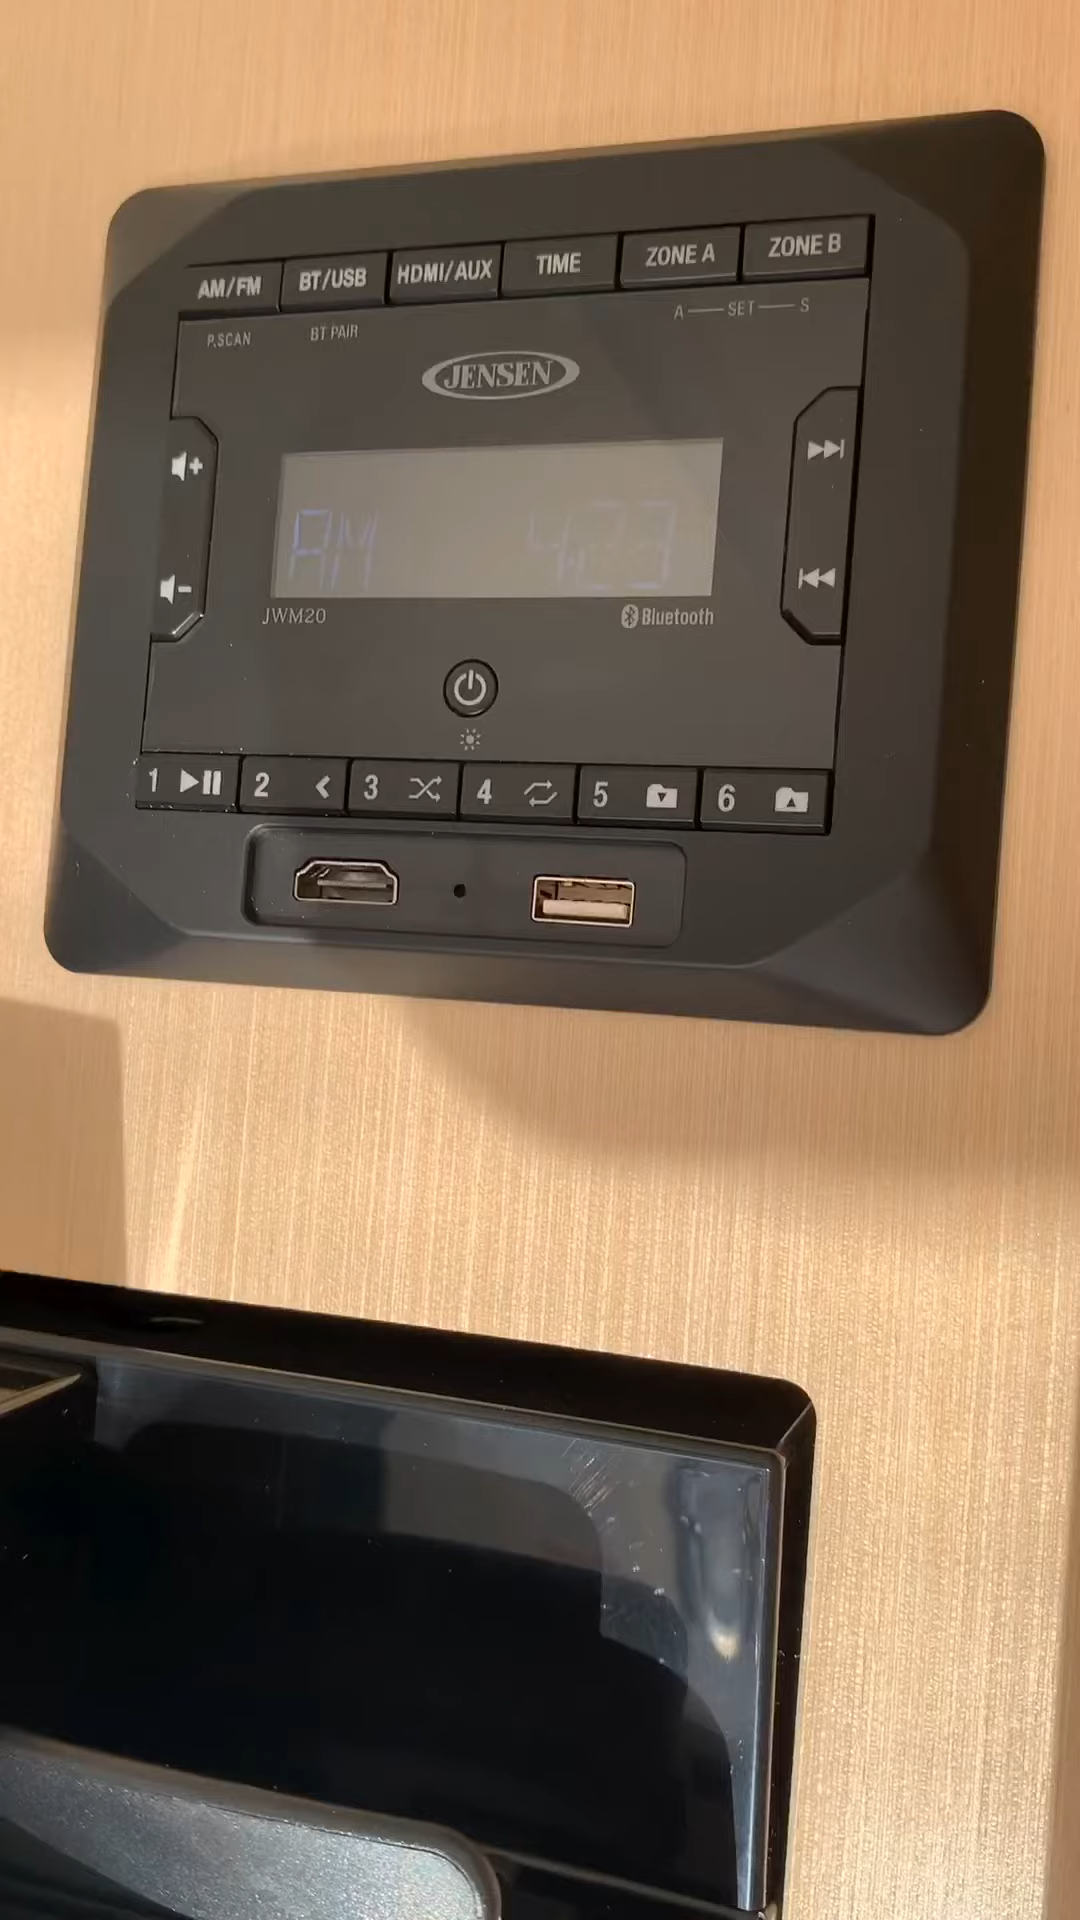 AM/FM BT/USB HDMI/AUX TIME ZONE A ZONE B
P.SCAN BT PAIR A SET S
JENSEN
AM 4:23
JWM20 Bluetooth
1 2 3 4 5 6